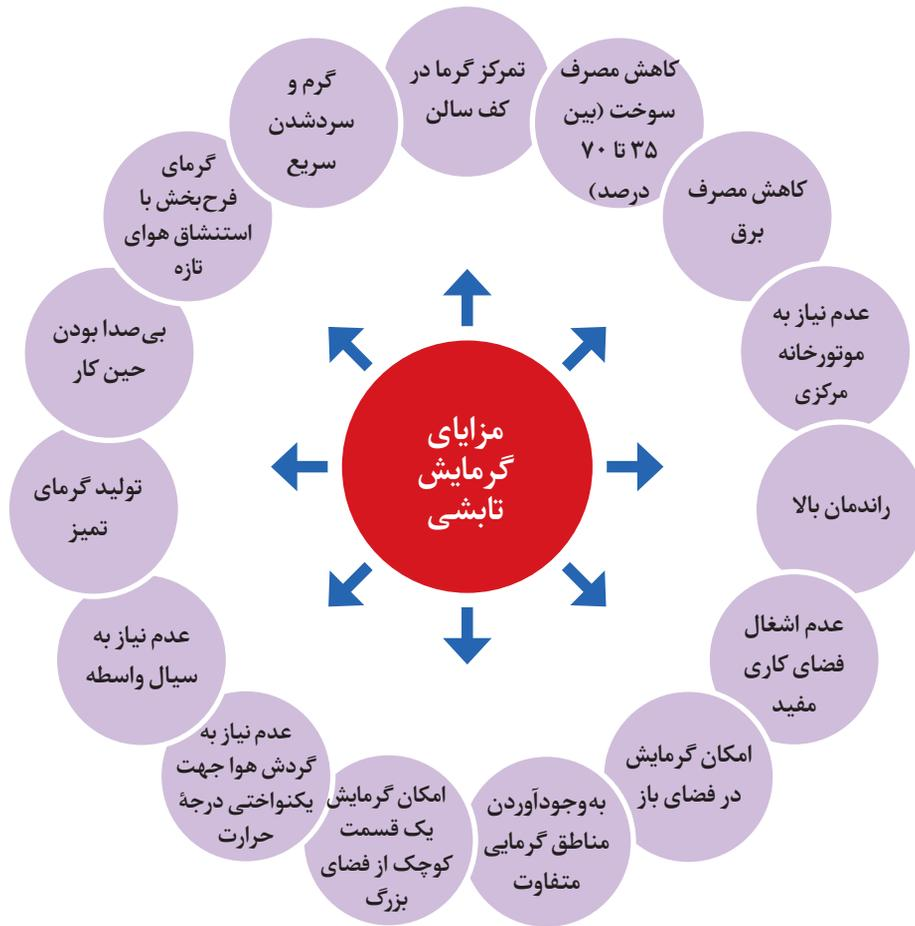 مزایای
گرمایش
تابشی
تمرکز گرما در
کف سالن
کاهش مصرف
سوخت (بین
۳۵ تا ۷۰
درصد)
کاهش مصرف
برق
عدم نیاز به
موتورخانه
مرکزی
راندمان بالا
عدم اشغال
فضای کاری
مفید
امکان گرمایش
در فضای باز
به‌وجودآوردن
مناطق گرمایی
متفاوت
امکان گرمایش
یک قسمت
کوچک از فضای
بزرگ
عدم نیاز به
گردش هوا جهت
یکنواختی درجهٔ
حرارت
عدم نیاز به
سیال واسطه
تولید گرمای
تمیز
بی‌صدا بودن
حین کار
گرمای
فرح‌بخش با
استنشاق هوای
تازه
گرم و
سردشدن
سریع